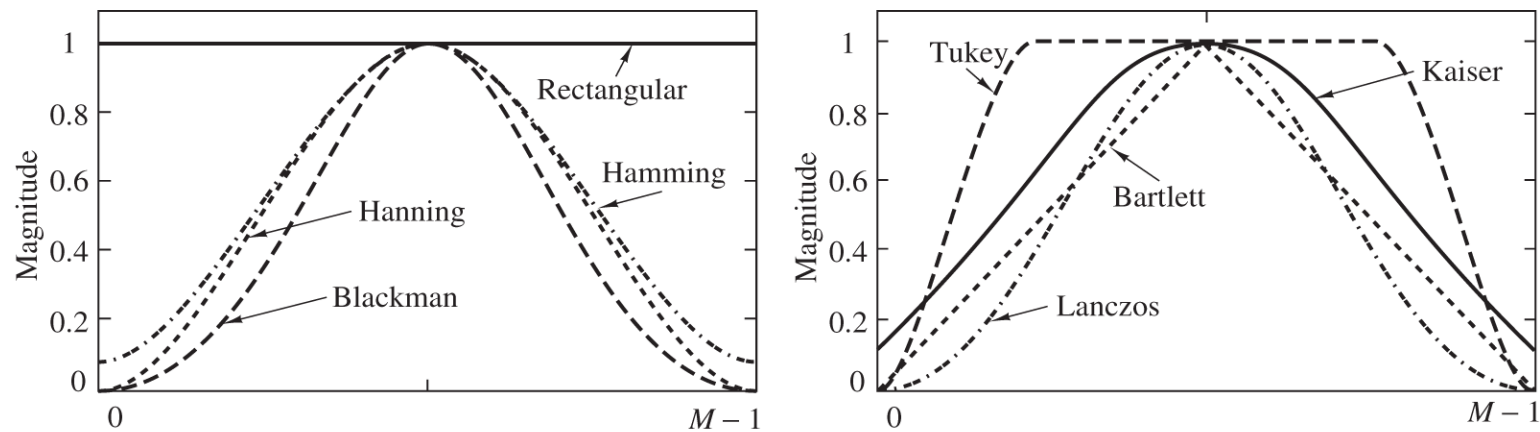 Magnitude
1
0.8
0.6
0.4
0.2
0
0
M – 1
Rectangular
Hamming
Hanning
Blackman
Magnitude
1
0.8
0.6
0.4
0.2
0
0
M – 1
Tukey
Kaiser
Bartlett
Lanczos